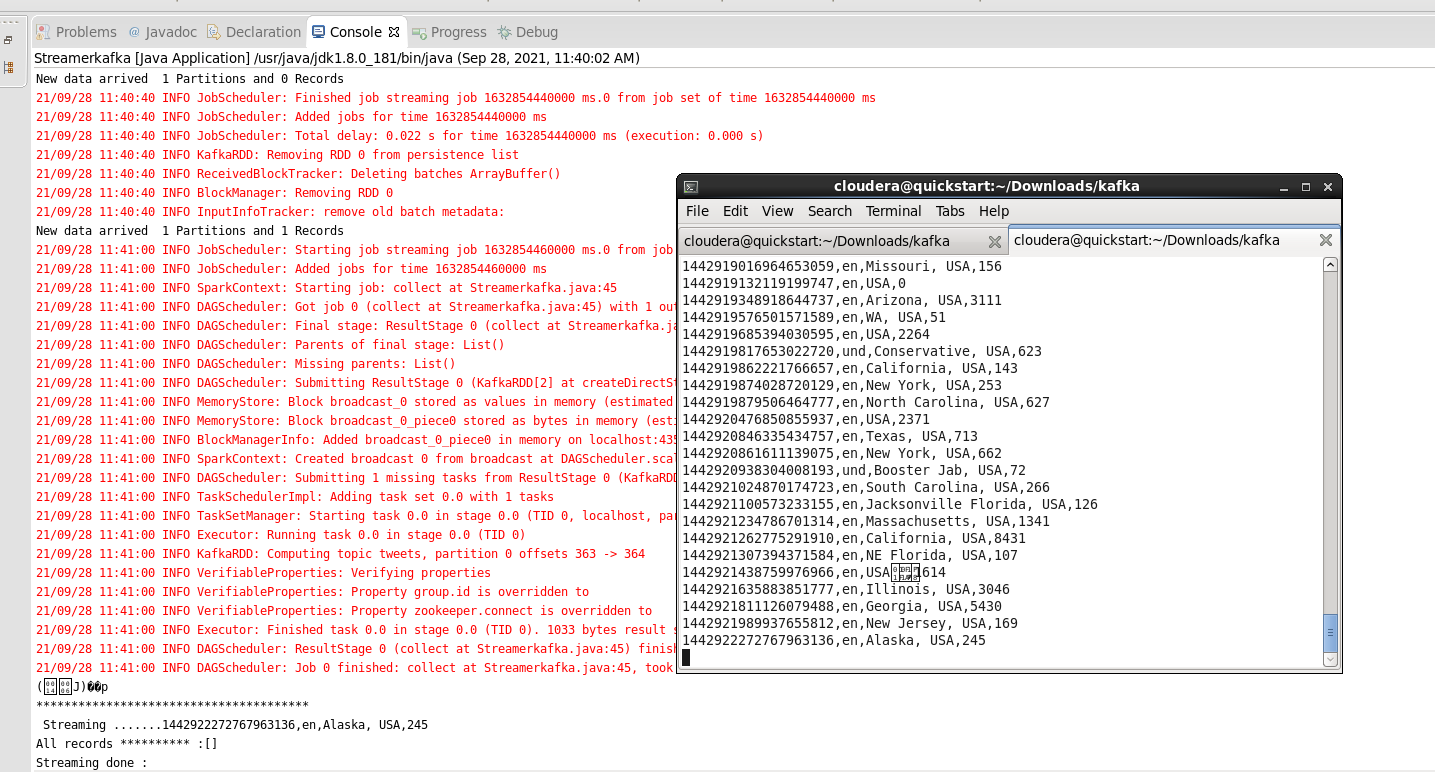 Problems Javadoc Declaration Console Progress Debug
Streamerkafka [Java Application] /usr/java/jdk1.8.0_181/bin/java (Sep 28, 2021, 11:40:02 AM)
New data arrived  1 Partitions and 0 Records
21/09/28 11:40:40 INFO JobScheduler: Finished job streaming job 1632854440000 ms.0 from job set of time 1632854440000 ms
21/09/28 11:40:40 INFO JobScheduler: Added jobs for time 1632854440000 ms
21/09/28 11:40:40 INFO JobScheduler: Total delay: 0.022 s for time 1632854440000 ms (execution: 0.000 s)
21/09/28 11:40:40 INFO KafkaRDD: Removing RDD 0 from persistence list
21/09/28 11:40:40 INFO ReceivedBlockTracker: Deleting batches ArrayBuffer()
21/09/28 11:40:40 INFO BlockManager: Removing RDD 0
21/09/28 11:40:40 INFO InputInfoTracker: remove old batch metadata:
New data arrived  1 Partitions and 1 Records
21/09/28 11:41:00 INFO JobScheduler: Starting job streaming job 1632854460000 ms.0 from job
21/09/28 11:41:00 INFO JobScheduler: Added jobs for time 1632854460000 ms
21/09/28 11:41:00 INFO SparkContext: Starting job: collect at Streamerkafka.java:45
21/09/28 11:41:00 INFO DAGScheduler: Got job 0 (collect at Streamerkafka.java:45) with 1 out
21/09/28 11:41:00 INFO DAGScheduler: Final stage: ResultStage 0 (collect at Streamerkafka.ja
21/09/28 11:41:00 INFO DAGScheduler: Parents of final stage: List()
21/09/28 11:41:00 INFO DAGScheduler: Missing parents: List()
21/09/28 11:41:00 INFO DAGScheduler: Submitting ResultStage 0 (KafkaRDD[2] at createDirectSt
21/09/28 11:41:00 INFO MemoryStore: Block broadcast_0 stored as values in memory (estimated
21/09/28 11:41:00 INFO MemoryStore: Block broadcast_0_piece0 stored as bytes in memory (esti
21/09/28 11:41:00 INFO BlockManagerInfo: Added broadcast_0_piece0 in memory on localhost:435
21/09/28 11:41:00 INFO SparkContext: Created broadcast 0 from broadcast at DAGScheduler.scal
21/09/28 11:41:00 INFO DAGScheduler: Submitting 1 missing tasks from ResultStage 0 (KafkaRDD
21/09/28 11:41:00 INFO TaskSchedulerImpl: Adding task set 0.0 with 1 tasks
21/09/28 11:41:00 INFO TaskSetManager: Starting task 0.0 in stage 0.0 (TID 0, localhost, par
21/09/28 11:41:00 INFO Executor: Running task 0.0 in stage 0.0 (TID 0)
21/09/28 11:41:00 INFO KafkaRDD: Computing topic tweets, partition 0 offsets 363 -> 364
21/09/28 11:41:00 INFO VerifiableProperties: Verifying properties
21/09/28 11:41:00 INFO VerifiableProperties: Property group.id is overridden to
21/09/28 11:41:00 INFO VerifiableProperties: Property zookeeper.connect is overridden to
21/09/28 11:41:00 INFO Executor: Finished task 0.0 in stage 0.0 (TID 0). 1033 bytes result s
21/09/28 11:41:00 INFO DAGScheduler: ResultStage 0 (collect at Streamerkafka.java:45) finish
21/09/28 11:41:00 INFO DAGScheduler: Job 0 finished: collect at Streamerkafka.java:45, took
(J)��p
***************************************
Streaming .......1442922272767963136,en,Alaska, USA,245
All records ********** :[]
Streaming done :
cloudera@quickstart:~/Downloads/kafka
File Edit View Search Terminal Tabs Help
cloudera@quickstart:~/Downloads/kafka cloudera@quickstart:~/Downloads/kafka
1442919016964653059,en,Missouri, USA,156
1442919132119199747,en,USA,0
1442919348918644737,en,Arizona, USA,3111
1442919576501571589,en,WA, USA,51
1442919685394030595,en,USA,2264
1442919817653022720,und,Conservative, USA,623
1442919862221766657,en,California, USA,143
1442919874028720129,en,New York, USA,253
1442919879506464777,en,North Carolina, USA,627
1442920476850855937,en,USA,2371
1442920846335434757,en,Texas, USA,713
1442920861611139075,en,New York, USA,662
1442920938304008193,und,Booster Jab, USA,72
1442921024870174723,en,South Carolina, USA,266
1442921100573233155,en,Jacksonville Florida, USA,126
1442921234786701314,en,Massachusetts, USA,1341
1442921262775291910,en,California, USA,8431
1442921307394371584,en,NE Florida, USA,107
1442921438759976966,en,USA 1614
1442921635883851777,en,Illinois, USA,3046
1442921811126079488,en,Georgia, USA,5430
1442921989937655812,en,New Jersey, USA,169
1442922272767963136,en,Alaska, USA,245